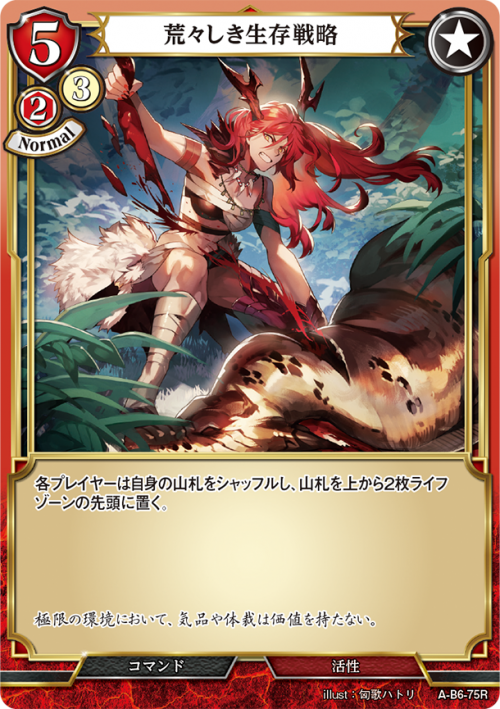 5
荒々しき生存戦略
2
3
Normal
各プレイヤーは自身の山札をシャッフルし、山札を上から2枚ライフ
ゾーンの先頭に置く。
極限の環境において、気品や体裁は価値を持たない。
コマンド
活性
illust：匈歌ハトリ
A-B6-75R